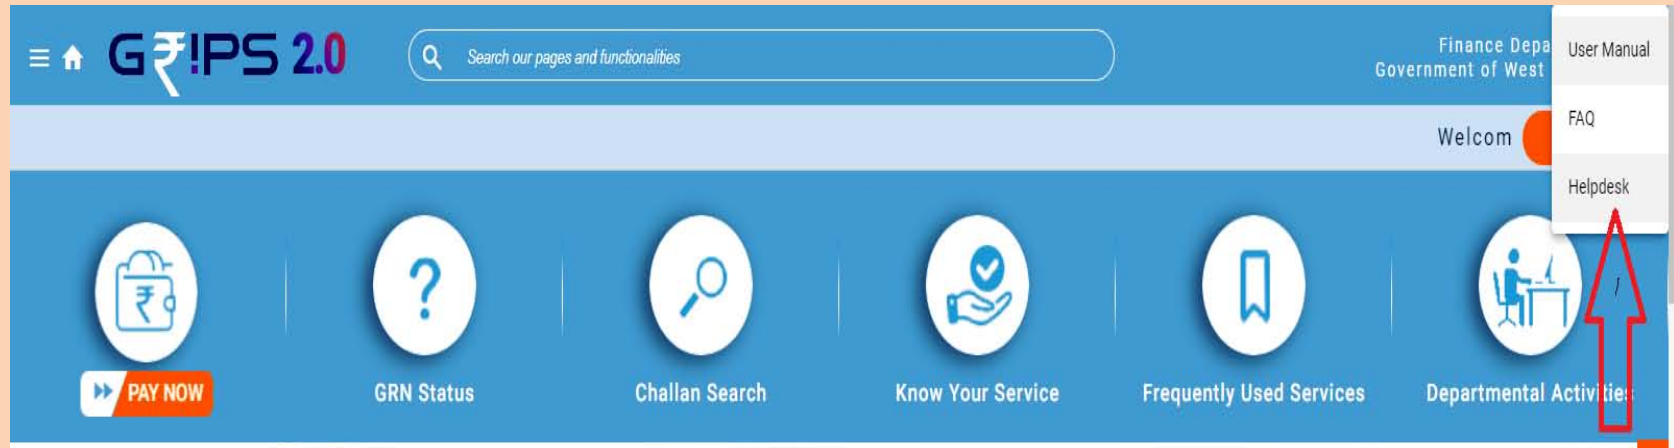 G₹IPS 2.0
Search our pages and functionalities
Finance Depa
Government of West
User Manual
FAQ
Helpdesk
Welcom
PAY NOW
GRN Status
Challan Search
Know Your Service
Frequently Used Services
Departmental Activities